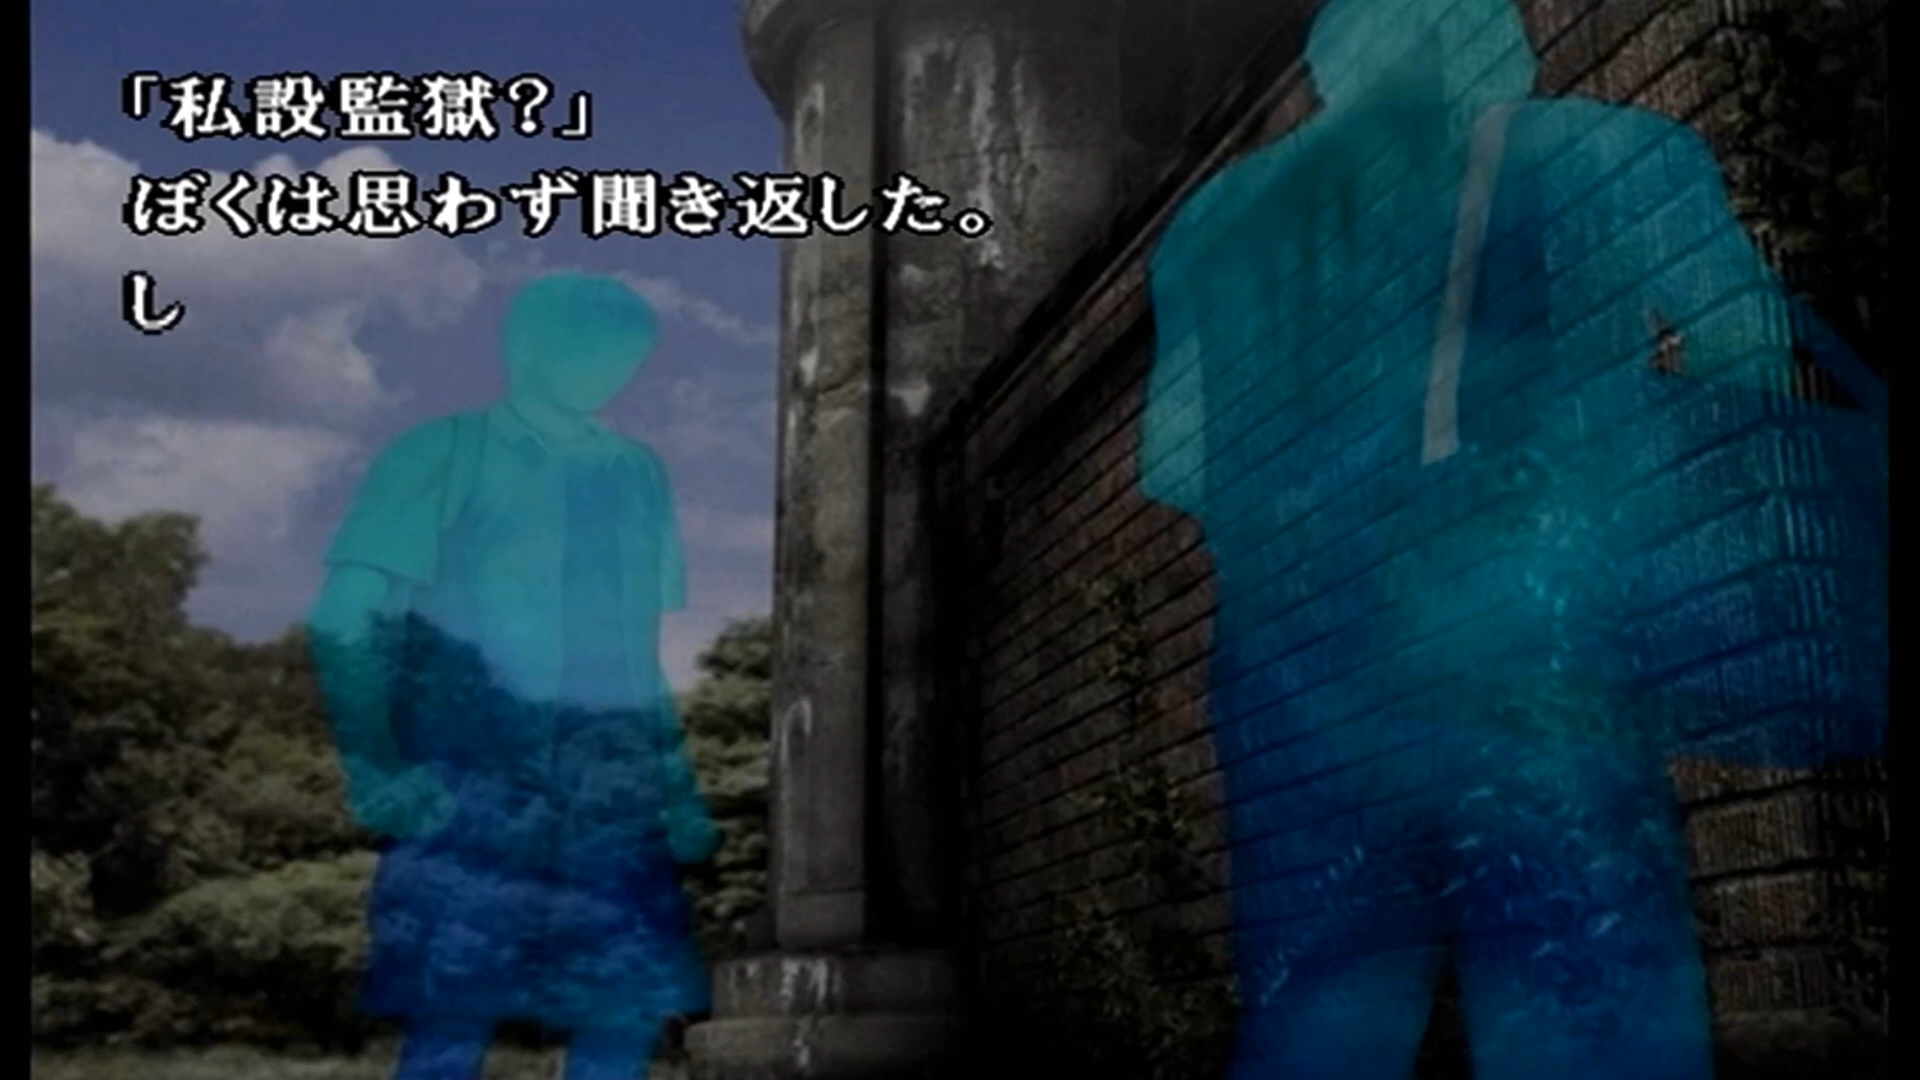 「私設監獄？」
ぼくは思わず聞き返した。
し